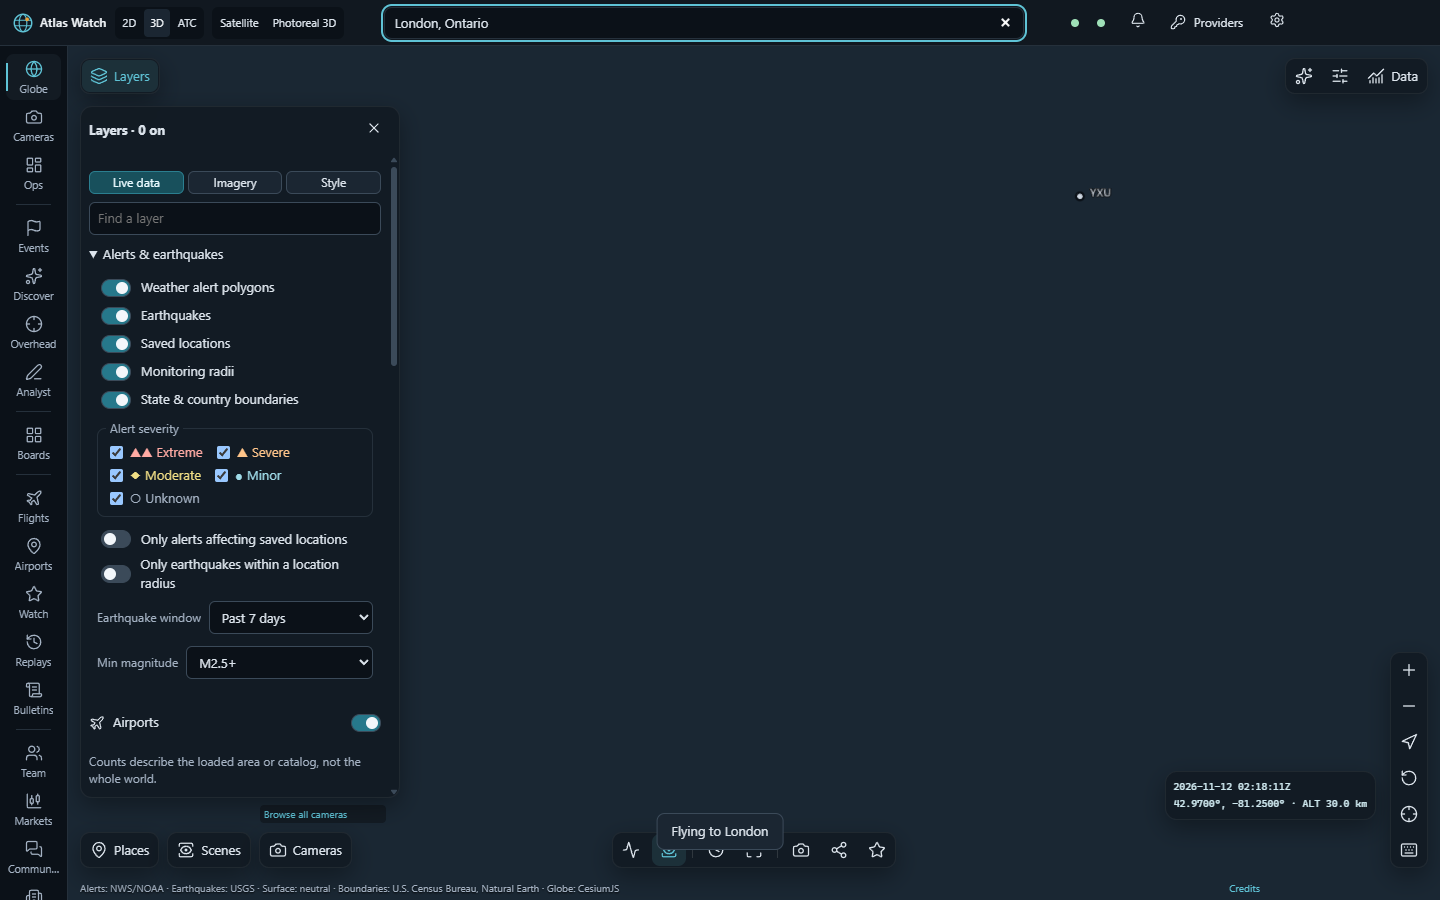 Atlas Watch
2D 3D ATC
Satellite Photoreal 3D
London, Ontario
Providers
Globe
Cameras
Ops
Events
Discover
Overhead
Analyst
Boards
Flights
Airports
Watch
Replays
Bulletins
Team
Markets
Commun...
Layers
Data
Layers · 0 on
Live data Imagery Style
Find a layer
Alerts & earthquakes
Weather alert polygons
Earthquakes
Saved locations
Monitoring radii
State & country boundaries
Alert severity
Extreme Severe
Moderate Minor
Unknown
Only alerts affecting saved locations
Only earthquakes within a location
radius
Earthquake window Past 7 days
Min magnitude M2.5+
Airports
Counts describe the loaded area or catalog, not the
whole world.
Browse all cameras
Places Scenes Cameras
YXU
Flying to London
2026-11-12 02:18:11Z
42.9700°, -81.2500° · ALT 30.0 km
Alerts: NWS/NOAA · Earthquakes: USGS · Surface: neutral · Boundaries: U.S. Census Bureau, Natural Earth · Globe: CesiumJS
Credits